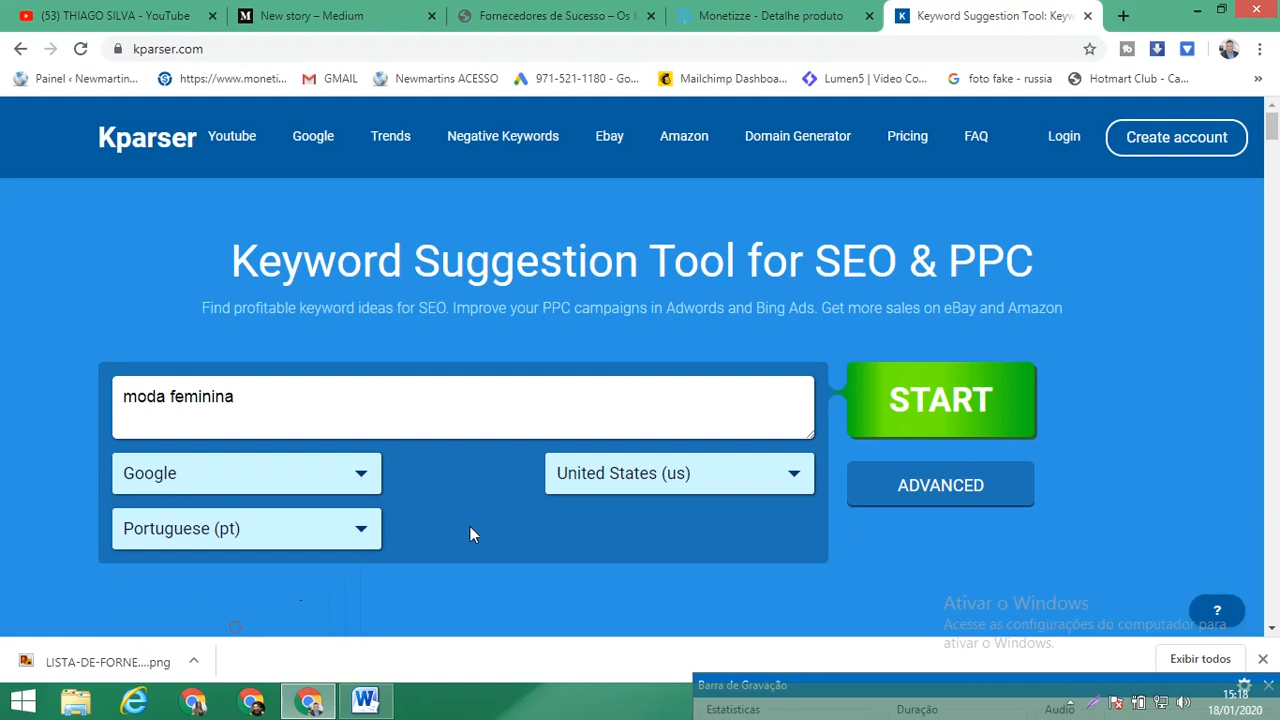 (53) THIAGO SILVA - YouTube
New story – Medium
Fornecedores de Sucesso – Os
Monetizze - Detalhe produto
Keyword Suggestion Tool: Keyw
kparser.com
Painel ‹ Newmartin...
https://www.moneti...
GMAIL
Newmartins ACESSO
971-521-1180 - Go...
Mailchimp Dashboa...
Lumen5 | Video Co...
foto fake - russia
Hotmart Club - Ca...
»
Kparser
Youtube
Google
Trends
Negative Keywords
Ebay
Amazon
Domain Generator
Pricing
FAQ
Login
Create account
Keyword Suggestion Tool for SEO & PPC
Find profitable keyword ideas for SEO. Improve your PPC campaigns in Adwords and Bing Ads. Get more sales on eBay and Amazon
moda feminina
START
Google
United States (us)
ADVANCED
Portuguese (pt)
Ativar o Windows
Acesse as configurações do computador para
ativar o Windows.
?
LISTA-DE-FORNE....png
Exibir todos
Barra de Gravação
Estatisticas
Duração
Audio
15:18
18/01/2020